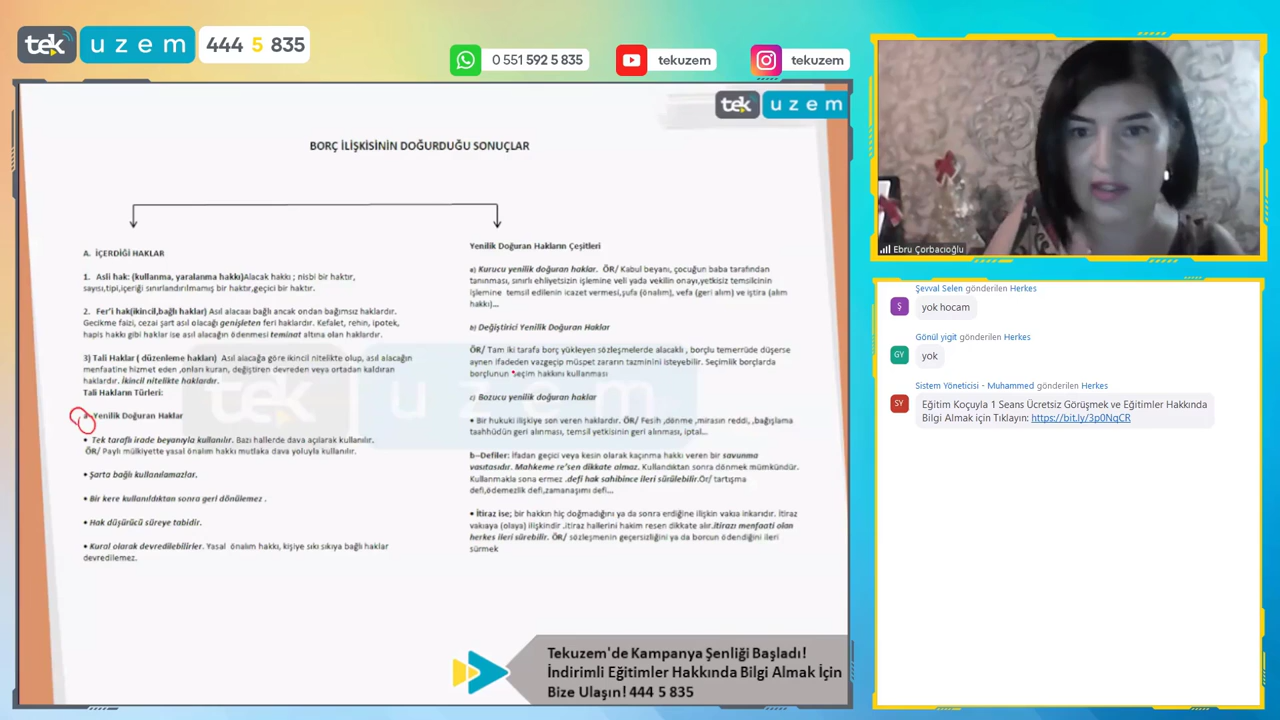 tek uzem 444 5 835
0 551 592 5 835
tekuzem
tekuzem
tek uzem
BORÇ İLİŞKİSİNİN DOĞURDUĞU SONUÇLAR
A. İÇERDİĞİ HAKLAR
1. Asli hak: (kullanma, yaralanma hakkı)Alacak hakkı ; nisbi bir haktır,
sayısı,tipi,içeriği sınırlandırılmamış bir haktır,geçici bir haktır.
2. Fer'i hak(ikincil,bağlı haklar) Asıl alacaaı bağlı ancak ondan bağımsız haklardır.
Gecikme faizi, cezai şart asıl olacağı genişleten feri haklardır. Kefalet, rehin, ipotek,
hapis hakkı gibi haklar ise asıl alacağın ödenmesi teminat altına olan haklardır.
3) Tali Haklar ( düzenleme hakları) Asıl alacağa göre ikincil nitelikte olup, asıl alacağın
menfaatine hizmet eden ,onları kuran, değiştiren devreden veya ortadan kaldıran
haklardır. İkincil nitelikte haklardır.
Tali Hakların Türleri:
a- Yenilik Doğuran Haklar
• Tek taraflı irade beyanıyla kullanılır. Bazı hallerde dava açılarak kullanılır.
ÖR/ Paylı mülkiyette yasal önalım hakkı mutlaka dava yoluyla kullanılır.
• Şarta bağlı kullanılamazlar.
• Bir kere kullanıldıktan sonra geri dönülemez .
• Hak düşürücü süreye tabidir.
• Kural olarak devredilebilirler. Yasal önalım hakkı, kişiye sıkı sıkıya bağlı haklar
devredilemez.
Yenilik Doğuran Hakların Çeşitleri
a) Kurucu yenilik doğuran haklar. ÖR/ Kabul beyanı, çocuğun baba tarafından
tanınması, sınırlı ehliyetsizin işlemine veli yada vekilin onayı,yetkisiz temsilcinin
işlemine temsil edilenin icazet vermesi,şufa (önalım), vefa (geri alım) ve iştira (alım
hakkı)...
b) Değiştirici Yenilik Doğuran Haklar
ÖR/ Tam iki tarafa borç yükleyen sözleşmelerde alacaklı , borçlu temerrüde düşerse
aynen ifadeden vazgeçip müspet zararın tazminini isteyebilir. Seçimlik borçlarda
borçlunun seçim hakkını kullanması
c) Bozucu yenilik doğuran haklar
• Bir hukuki ilişkiye son veren haklardır. ÖR/ Fesih ,dönme ,mirasın reddi, ,bağışlama
taahhüdün geri alınması, temsil yetkisinin geri alınması, iptal...
b–Defiler: İfadan geçici veya kesin olarak kaçınma hakkı veren bir savunma
vasıtasıdır. Mahkeme re'sen dikkate almaz. Kullandıktan sonra dönmek mümkündür.
Kullanmakla sona ermez .defi hak sahibince ileri sürülebilir.Ör/ tartışma
defi,ödemezlik defi,zamanaşımı defi...
• İtiraz ise; bir hakkın hiç doğmadığını ya da sonra erdiğine ilişkin vakıa inkarıdır. İtiraz
vakıaya (olaya) ilişkindir .itiraz hallerini hakim resen dikkate alır.itirazı menfaati olan
herkes ileri sürebilir. ÖR/ sözleşmenin geçersizliğini ya da borcun ödendiğini ileri
sürmek
tek uzem
Tekuzem'de Kampanya Şenliği Başladı!
İndirimli Eğitimler Hakkında Bilgi Almak İçin
Bize Ulaşın! 444 5 835
Ebru Çorbacıoğlu
Şevval Selen gönderilen Herkes
Ş
yok hocam
Gönül yigit gönderilen Herkes
GY
yok
Sistem Yöneticisi - Muhammed gönderilen Herkes
SY
Eğitim Koçuyla 1 Seans Ücretsiz Görüşmek ve Eğitimler Hakkında
Bilgi Almak için Tıklayın: https://bit.ly/3p0NqCR